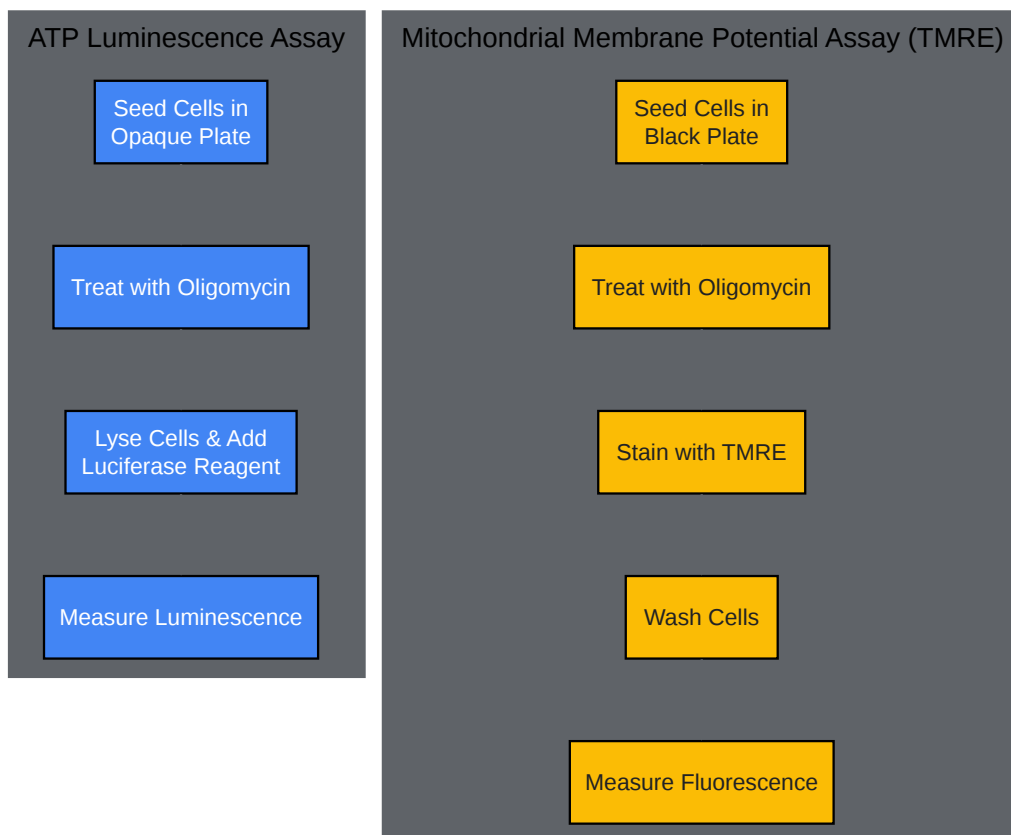 ATP Luminescence Assay
Seed Cells in
Opaque Plate
Treat with Oligomycin
Lyse Cells & Add
Luciferase Reagent
Measure Luminescence
Mitochondrial Membrane Potential Assay (TMRE)
Seed Cells in
Black Plate
Treat with Oligomycin
Stain with TMRE
Wash Cells
Measure Fluorescence